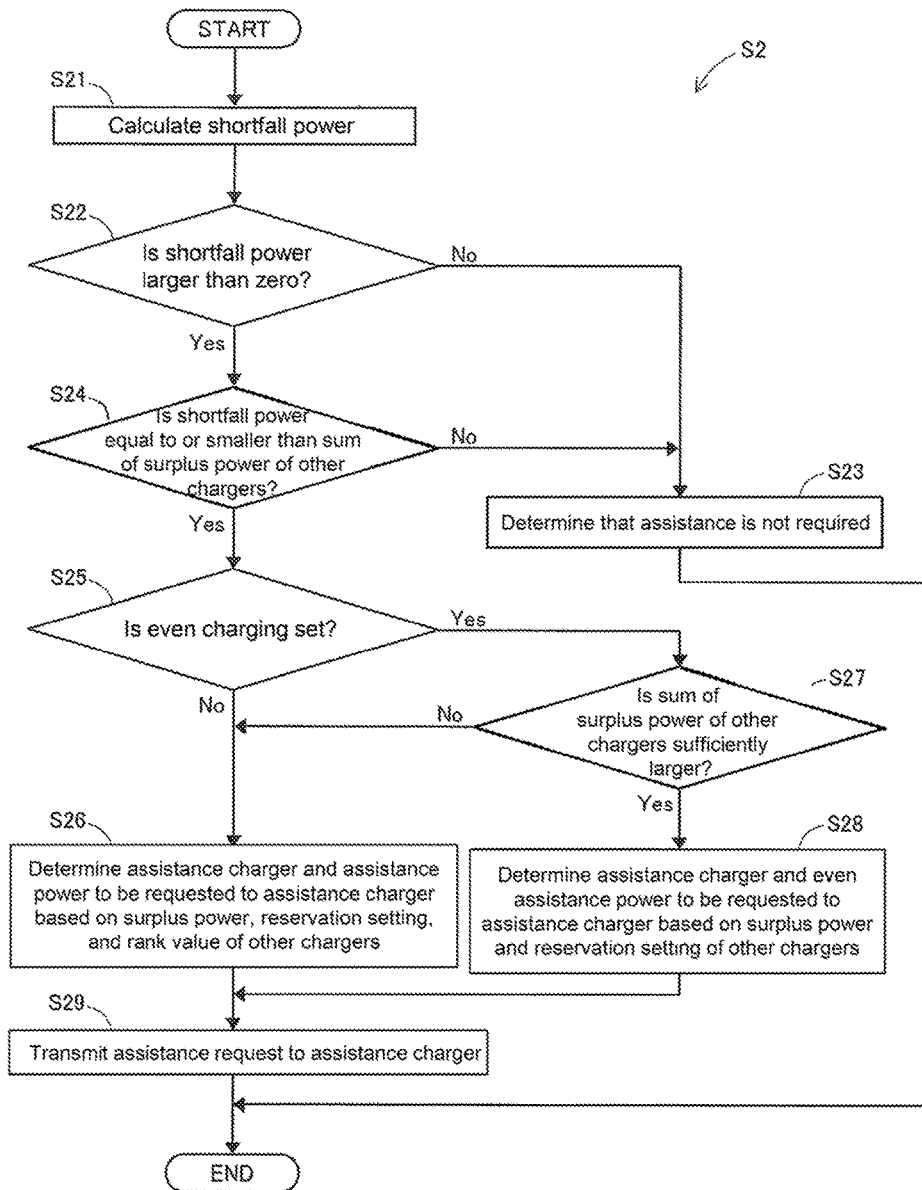 START
S2
S21
Calculate shortfall power
S22
Is shortfall power
larger than zero?
No
Yes
S24
Is shortfall power
equal to or smaller than sum
of surplus power of other
chargers?
No
Yes
S23
Determine that assistance is not required
S25
Is even charging set?
Yes
No
S27
Is sum of
surplus power of other
chargers sufficiently
larger?
No
Yes
S26
Determine assistance charger and assistance
power to be requested to assistance charger
based on surplus power, reservation setting,
and rank value of other chargers
S28
Determine assistance charger and even
assistance power to be requested to
assistance charger based on surplus power
and reservation setting of other chargers
S29
Transmit assistance request to assistance charger
END